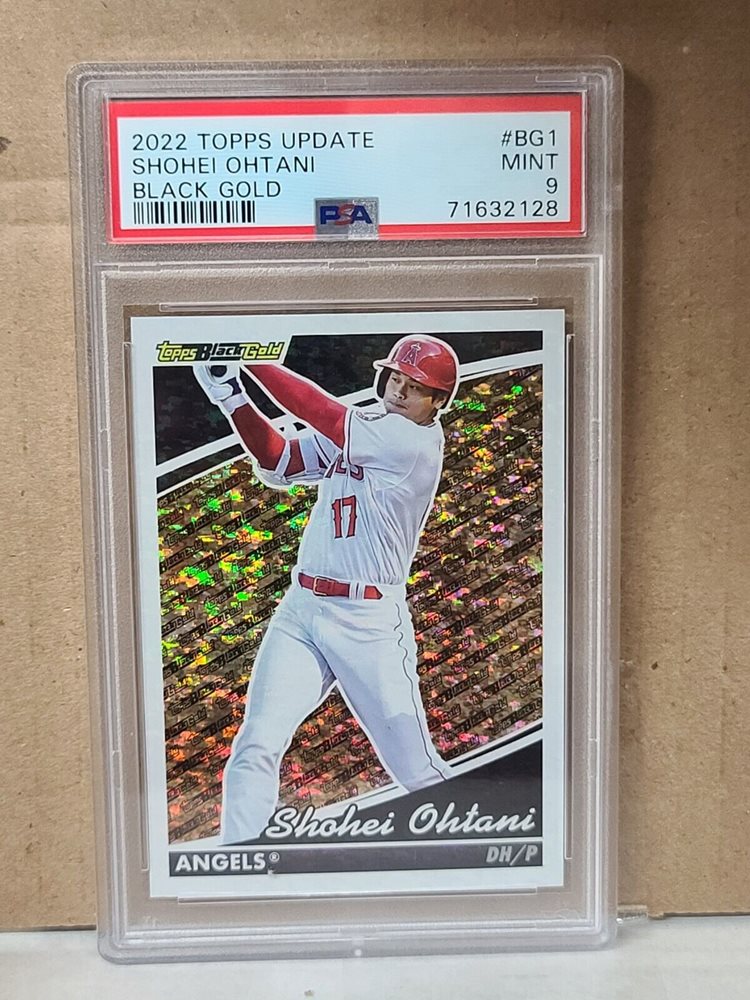 2022 TOPPS UPDATE #BG1
SHOHEI OHTANI MINT
BLACK GOLD 9
PSA 71632128
Topps Black Gold
A
17
Shohei Ohtani
ANGELS® DH/P